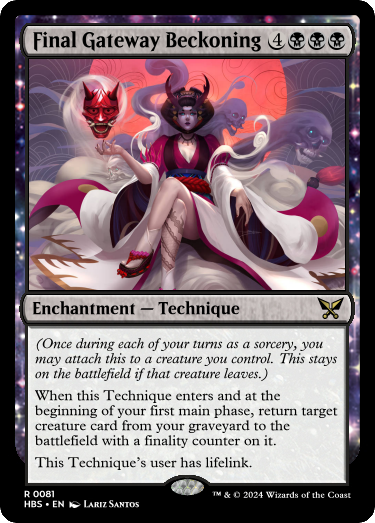 Final Gateway Beckoning 4
Enchantment — Technique
(Once during each of your turns as a sorcery, you
may attach this to a creature you control. This stays
on the battlefield if that creature leaves.)
When this Technique enters and at the
beginning of your first main phase, return target
creature card from your graveyard to the
battlefield with a finality counter on it.
This Technique's user has lifelink.
R 0081
HBS • EN Lariz Santos
™ & © 2024 Wizards of the Coast